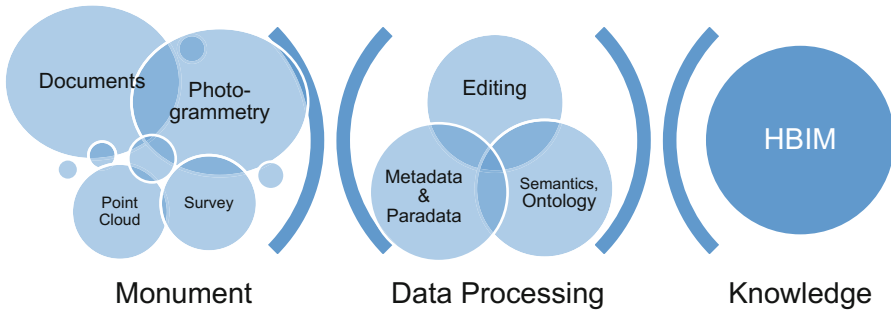 Documents
Photo-
grammetry
Point
Cloud
Survey
Monument
Editing
Metadata
&
Paradata
Semantics,
Ontology
Data Processing
HBIM
Knowledge